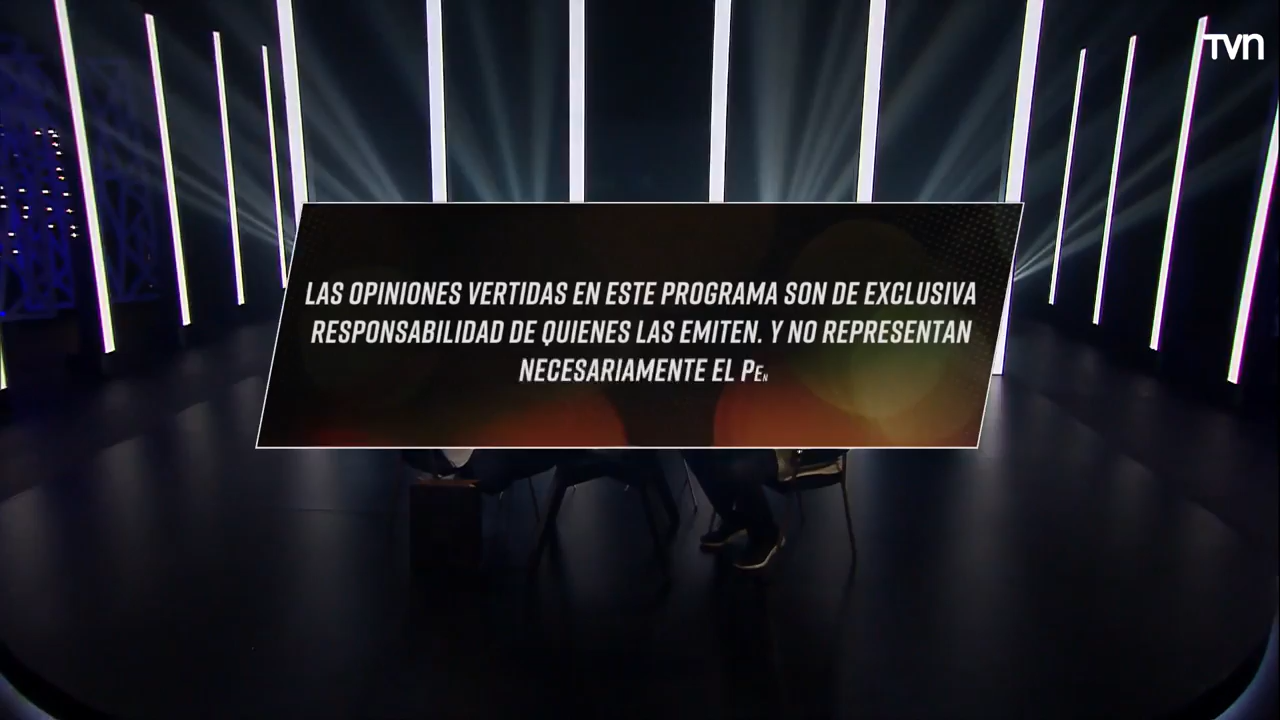 TVN
LAS OPINIONES VERTIDAS EN ESTE PROGRAMA SON DE EXCLUSIVA
RESPONSABILIDAD DE QUIENES LAS EMITEN. Y NO REPRESENTAN
NECESARIAMENTE EL PEN